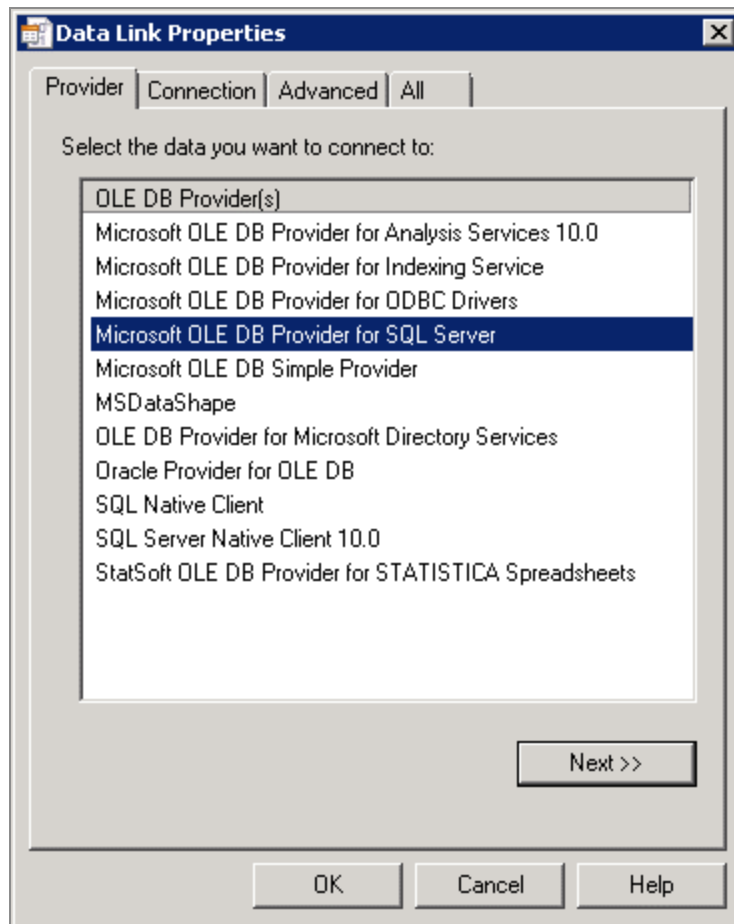 Data Link Properties
Provider
Connection
Advanced
All
Select the data you want to connect to:
OLE DB Provider(s)
Microsoft OLE DB Provider for Analysis Services 10.0
Microsoft OLE DB Provider for Indexing Service
Microsoft OLE DB Provider for ODBC Drivers
Microsoft OLE DB Provider for SQL Server
Microsoft OLE DB Simple Provider
MSDataShape
OLE DB Provider for Microsoft Directory Services
Oracle Provider for OLE DB
SQL Native Client
SQL Server Native Client 10.0
StatSoft OLE DB Provider for STATISTICA Spreadsheets
Next >>
OK
Cancel
Help